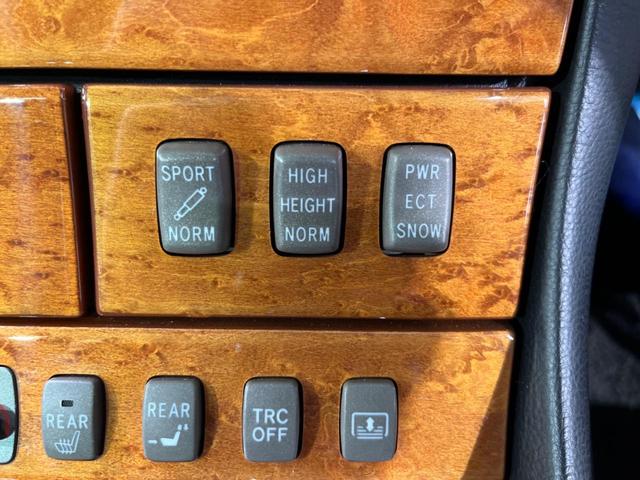 SPORT
NORM
HIGH
HEIGHT
NORM
PWR
ECT
SNOW
REAR
REAR
TRC
OFF